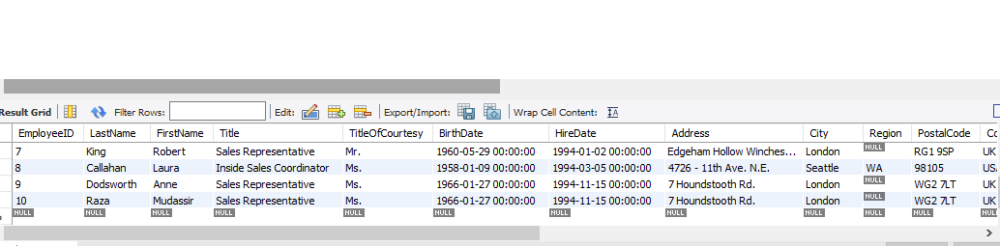 Result Grid Filter Rows: Edit: Export/Import: Wrap Cell Content: IA
EmployeeID LastName FirstName Title TitleOfCourtesy BirthDate HireDate Address City Region PostalCode Co
7 King Robert Sales Representative Mr. 1960-05-29 00:00:00 1994-01-02 00:00:00 Edgeham Hollow Winches... London NULL RG1 9SP UK
8 Callahan Laura Inside Sales Coordinator Ms. 1958-01-09 00:00:00 1994-03-05 00:00:00 4726 - 11th Ave. N.E. Seattle WA 98105 USA
9 Dodsworth Anne Sales Representative Ms. 1966-01-27 00:00:00 1994-11-15 00:00:00 7 Houndstooth Rd. London NULL WG2 7LT UK
10 Raza Mudassir Sales Representative Ms. 1966-01-27 00:00:00 1994-11-15 00:00:00 7 Houndstooth Rd. London NULL WG2 7LT UK
NULL NULL NULL NULL NULL NULL NULL NULL NULL NULL NULL NULL